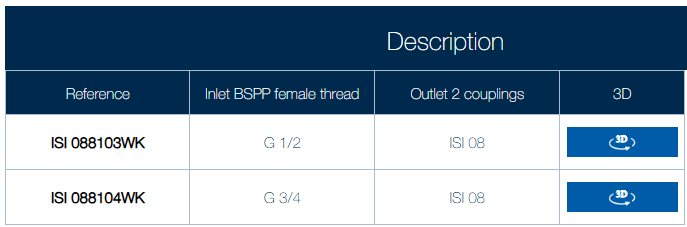 Description
Reference Inlet BSPP female thread Outlet 2 couplings 3D
ISI 088103WK G 1/2 ISI 08 3D
ISI 088104WK G 3/4 ISI 08 3D